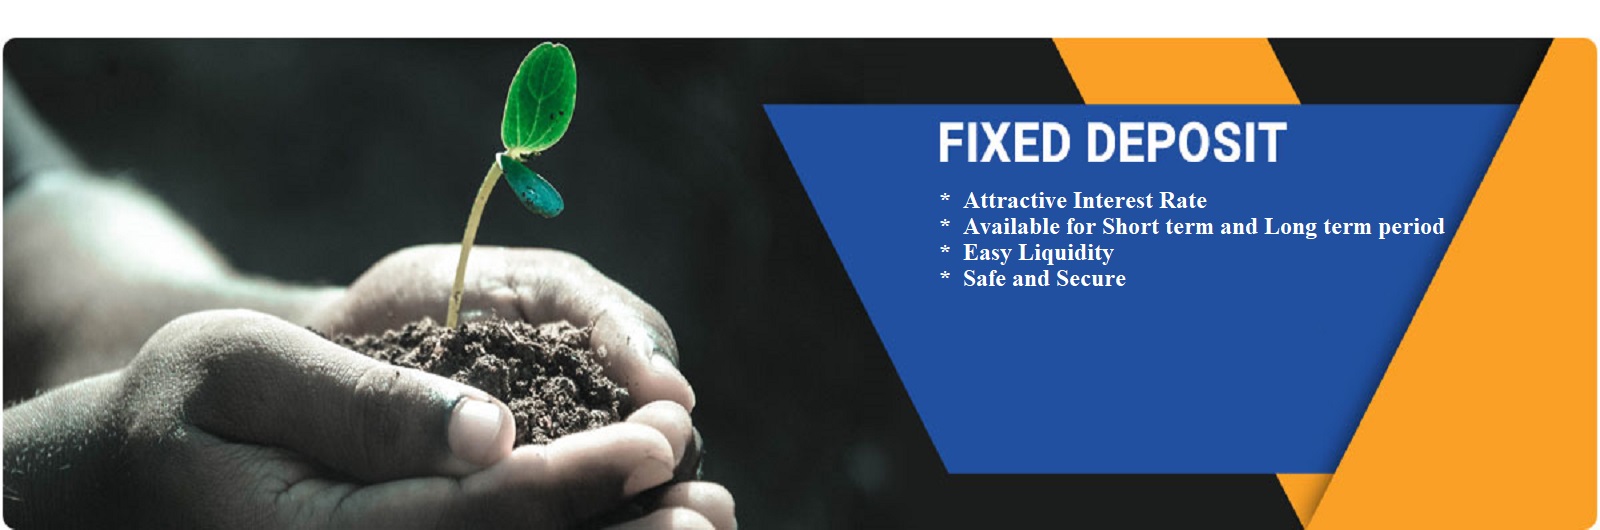 FIXED DEPOSIT
* Attractive Interest Rate
* Available for Short term and Long term period
* Easy Liquidity
* Safe and Secure